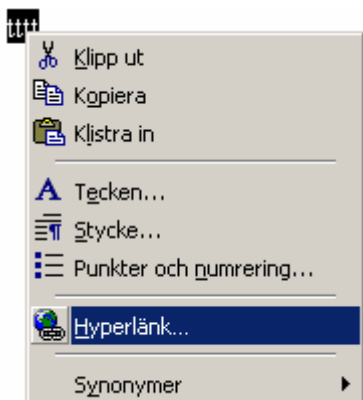 tttt
Klipp ut
Kopiera
Klistra in
Tecken...
Stycke...
Punkter och numrering...
Hyperlänk...
Synonymer